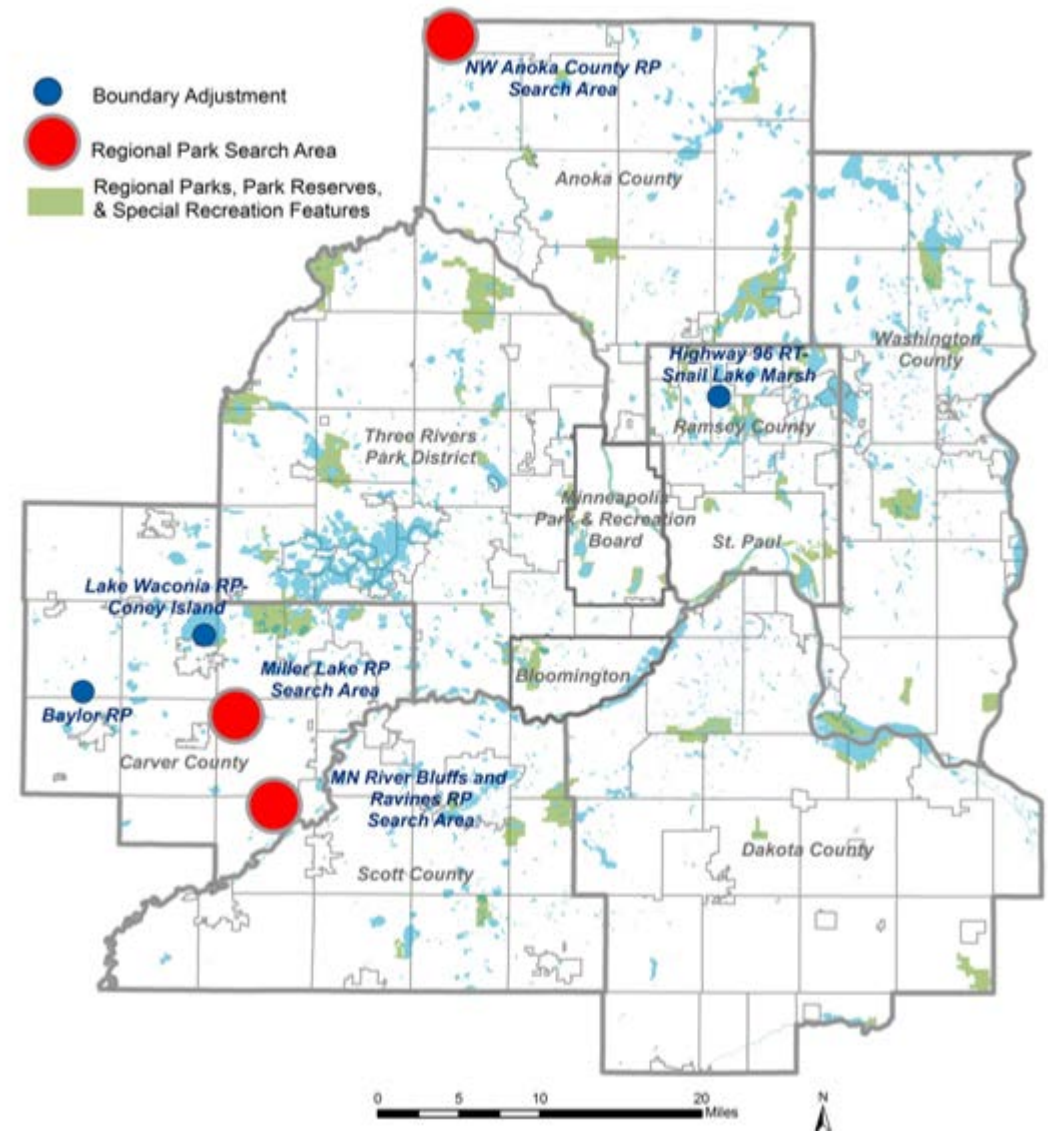 Boundary Adjustment
Regional Park Search Area
Regional Parks, Park Reserves,
& Special Recreation Features
NW Anoka County RP
Search Area
Anoka County
Washington
County
Highway 96 RT-
Snail Lake Marsh
Ramsey County
Three Rivers
Park District
Minneapolis
Park & Recreation
Board
St. Paul
Lake Waconia RP-
Coney Island
Miller Lake RP
Search Area
Bloomington
Baylor RP
Carver County
MN River Bluffs and
Ravines RP
Search Area
Dakota County
Scott County
0 5 10 20
Miles
N